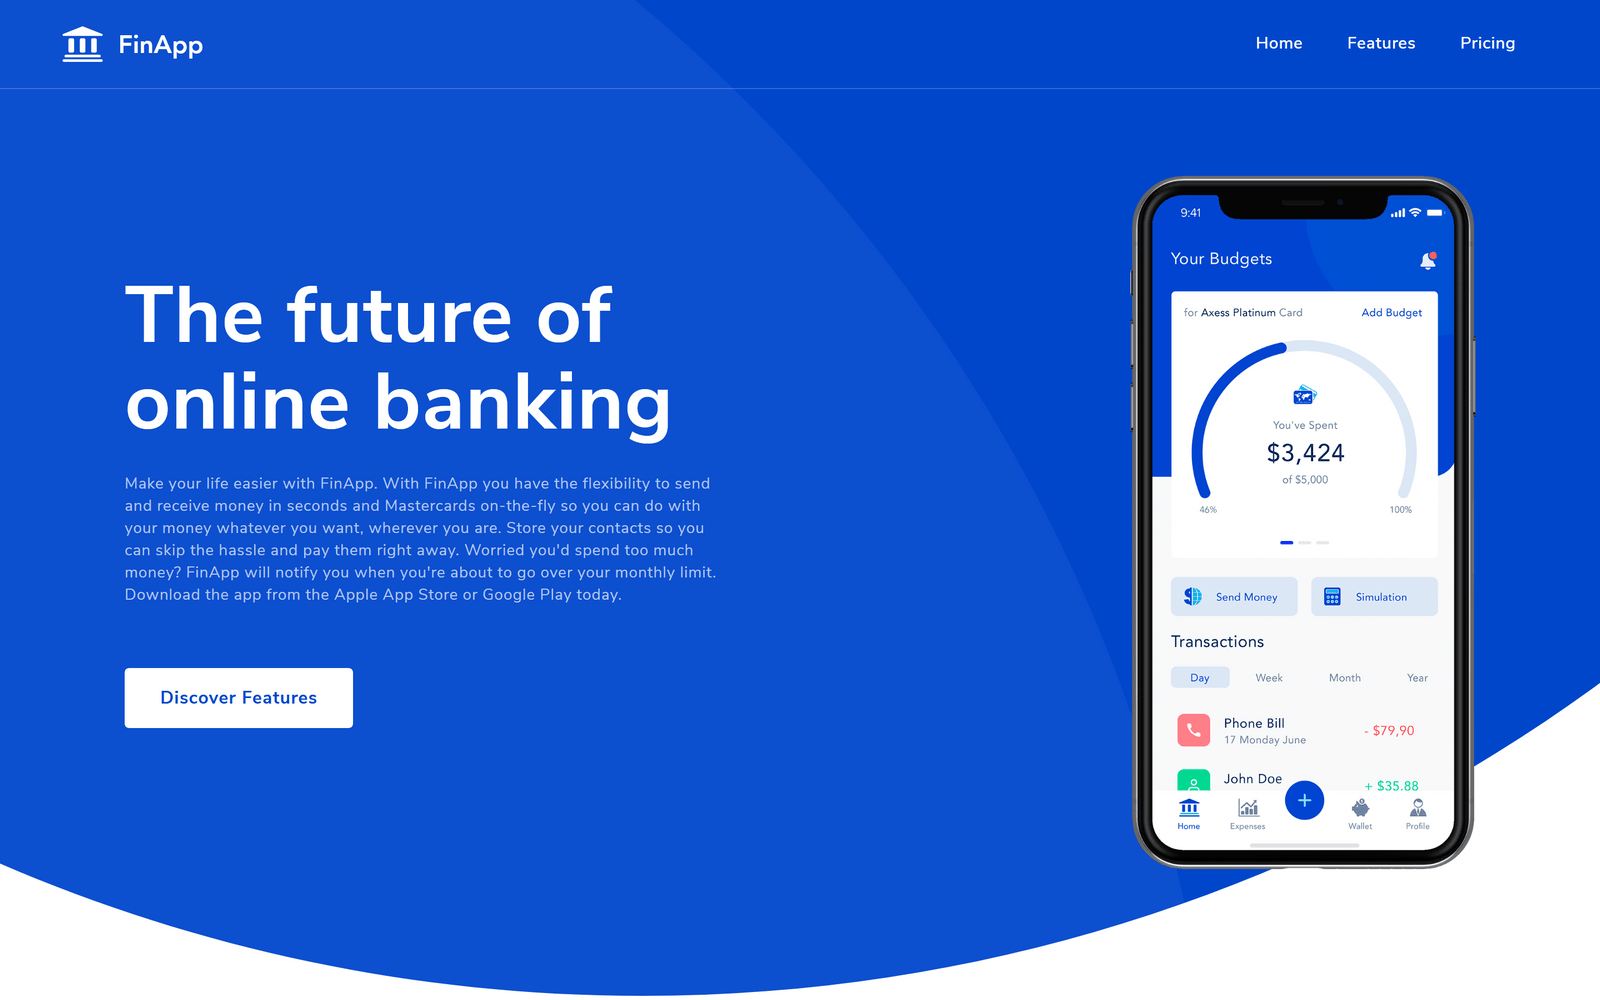 FinApp
Home
Features
Pricing
The future of
online banking
Make your life easier with FinApp. With FinApp you have the flexibility to send
and receive money in seconds and Mastercards on-the-fly so you can do with
your money whatever you want, wherever you are. Store your contacts so you
can skip the hassle and pay them right away. Worried you'd spend too much
money? FinApp will notify you when you're about to go over your monthly limit.
Download the app from the Apple App Store or Google Play today.
Discover Features
9:41
Your Budgets
for Axess Platinum Card
Add Budget
You've Spent
$3,424
of $5,000
46%
100%
Send Money
Simulation
Transactions
Day
Week
Month
Year
Phone Bill
- $79,90
17 Monday June
John Doe
+ $35.88
Home
Expenses
Wallet
Profile